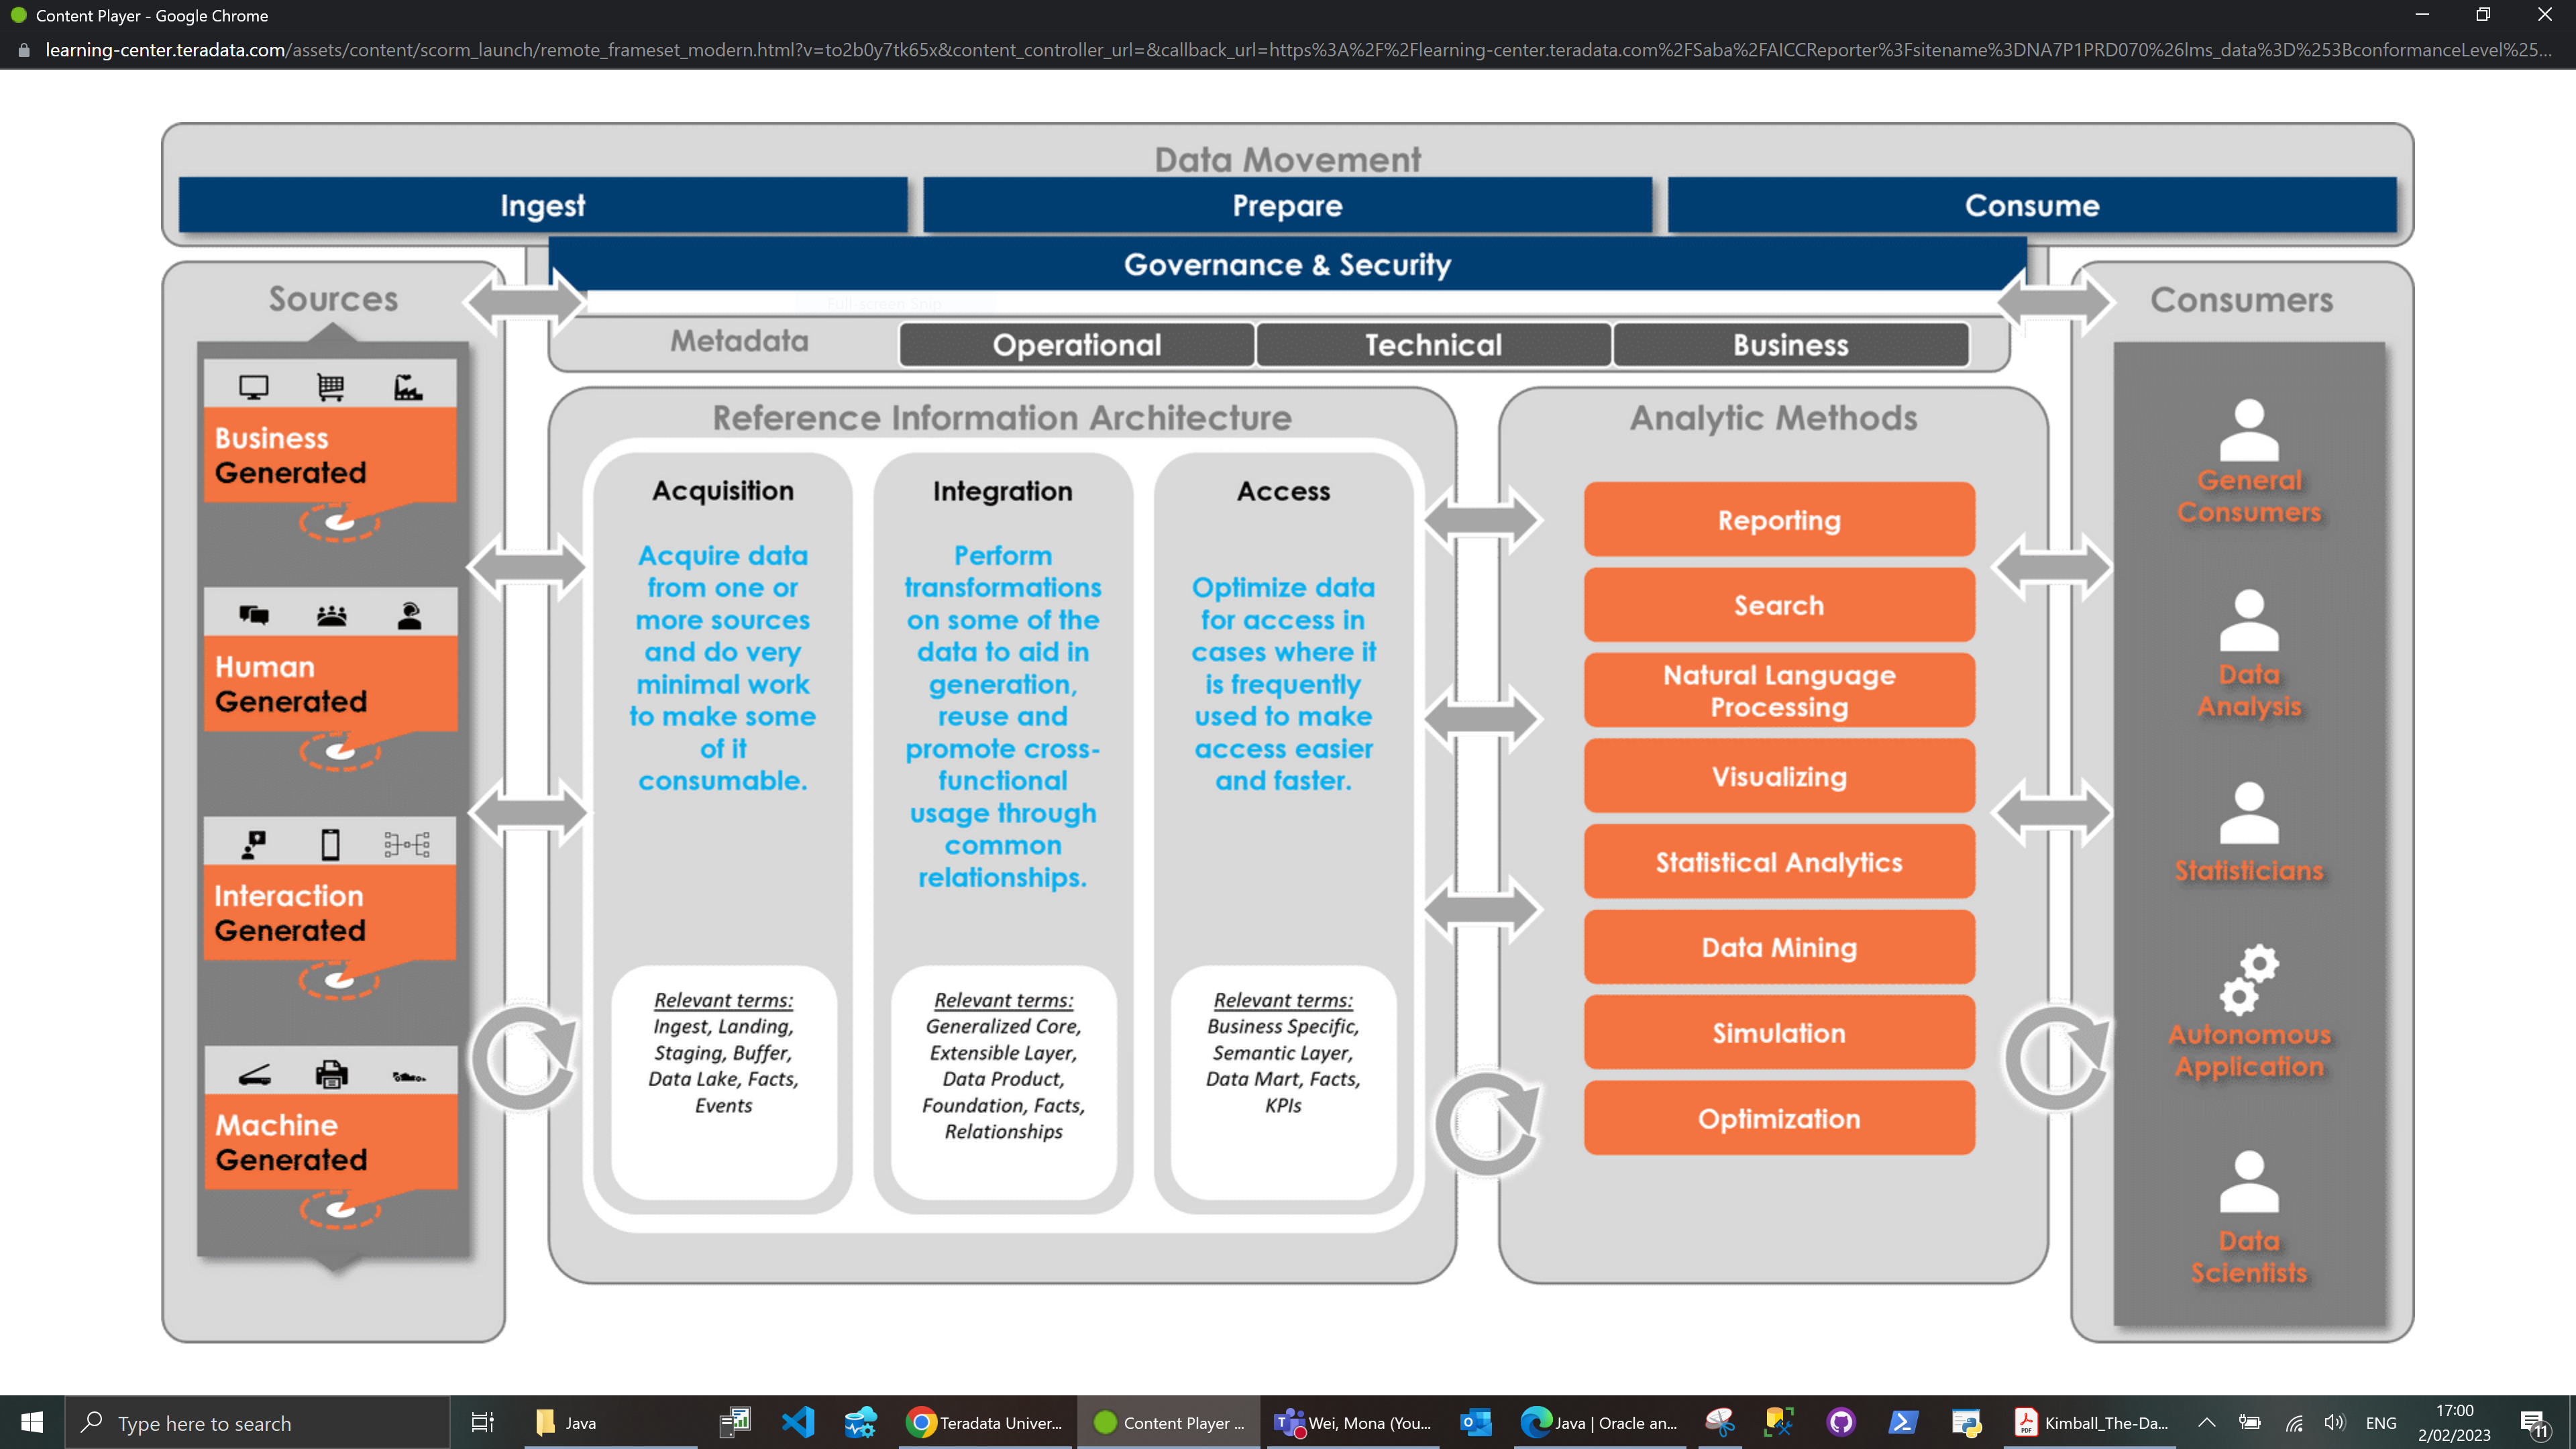 Content Player - Google Chrome
learning-center.teradata.com/assets/content/scorm_launch/remote_frameset_modern.html?v=to2b0y7tk65x&content_controller_url=&callback_url=https%3A%2F%2Flearning-center.teradata.com%2FSaba%2FAICCReporter%3Fsitename%3DNA7P1PRD070%26lms_data%3D%253BconformanceLevel%25...
Data Movement
Ingest
Prepare
Consume
Governance & Security
Full-screen Snip
Sources
Consumers
Metadata
Operational
Technical
Business
Business
Generated
Human
Generated
Interaction
Generated
Machine
Generated
Reference Information Architecture
Acquisition
Acquire data
from one or
more sources
and do very
minimal work
to make some
of it
consumable.
Relevant terms:
Ingest, Landing,
Staging, Buffer,
Data Lake, Facts,
Events
Integration
Perform
transformations
on some of the
data to aid in
generation,
reuse and
promote cross-
functional
usage through
common
relationships.
Relevant terms:
Generalized Core,
Extensible Layer,
Data Product,
Foundation, Facts,
Relationships
Access
Optimize data
for access in
cases where it
is frequently
used to make
access easier
and faster.
Relevant terms:
Business Specific,
Semantic Layer,
Data Mart, Facts,
KPIs
Analytic Methods
Reporting
Search
Natural Language
Processing
Visualizing
Statistical Analytics
Data Mining
Simulation
Optimization
General
Consumers
Data
Analysis
Statisticians
Autonomous
Application
Data
Scientists
Type here to search
Java
Teradata Univer...
Content Player ...
Wei, Mona (You...
Java | Oracle an...
Kimball_The-Da...
ENG
17:00
2/02/2023
11